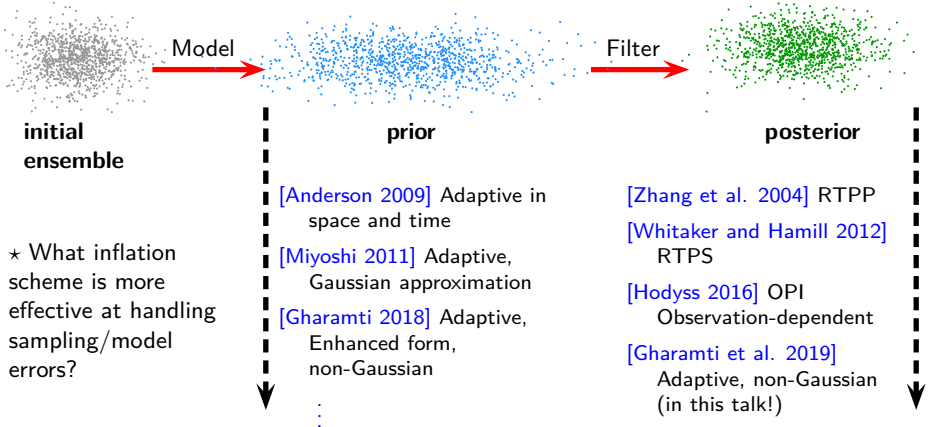 Model
Filter
initial
ensemble
prior
posterior
⋆ What inflation
scheme is more
effective at handling
sampling/model
errors?
[Anderson 2009] Adaptive in
space and time
[Miyoshi 2011] Adaptive,
Gaussian approximation
[Gharamti 2018] Adaptive,
Enhanced form,
non-Gaussian
⋮
[Zhang et al. 2004] RTPP
[Whitaker and Hamill 2012]
RTPS
[Hodyss 2016] OPI
Observation-dependent
[Gharamti et al. 2019]
Adaptive, non-Gaussian
(in this talk!)